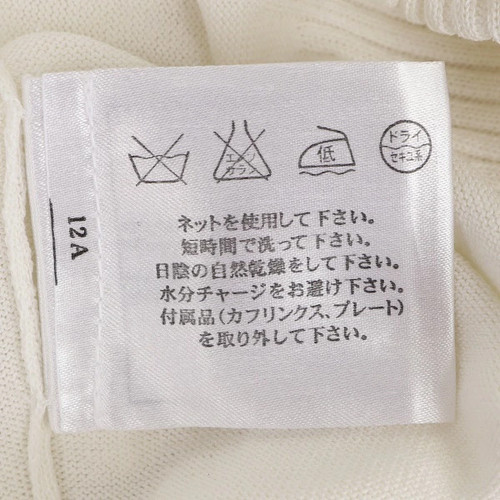 エンソ
サラシ
低
ドライ
セキユ系
ネットを使用して下さい。
短時間で洗って下さい。
日陰の自然乾燥をして下さい。
水分チャージをお避け下さい。
付属品（カフリンクス、プレート）
を取り外して下さい。
12A